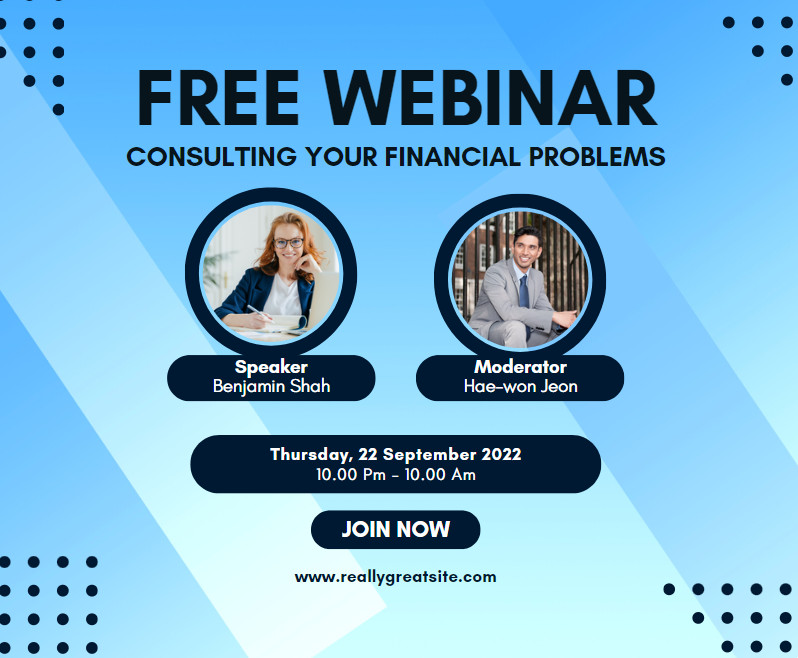 FREE WEBINAR
CONSULTING YOUR FINANCIAL PROBLEMS
Speaker
Benjamin Shah
Moderator
Hae-won Jeon
Thursday, 22 September 2022
10.00 Pm - 10.00 Am
JOIN NOW
www.reallygreatsite.com